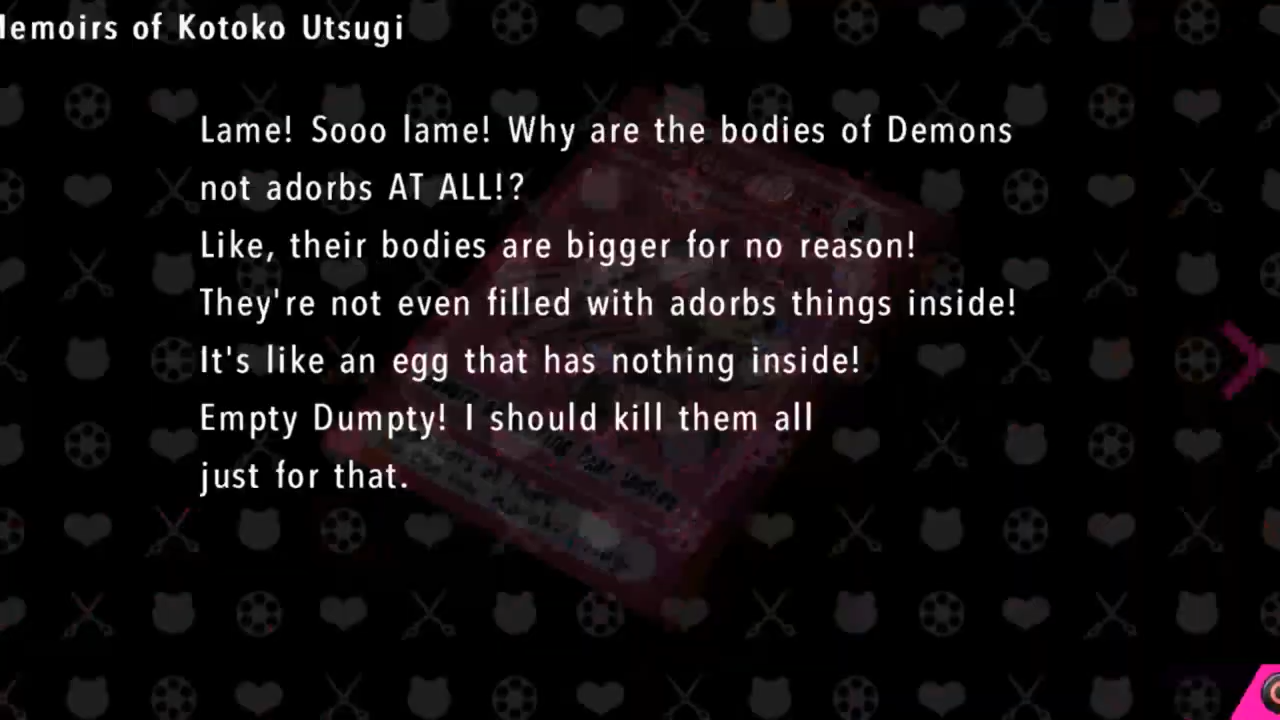 Memoirs of Kotoko Utsugi
Lame! Sooo lame! Why are the bodies of Demons
not adorbs AT ALL!?
Like, their bodies are bigger for no reason!
They're not even filled with adorbs things inside!
It's like an egg that has nothing inside!
Empty Dumpty! I should kill them all
just for that.